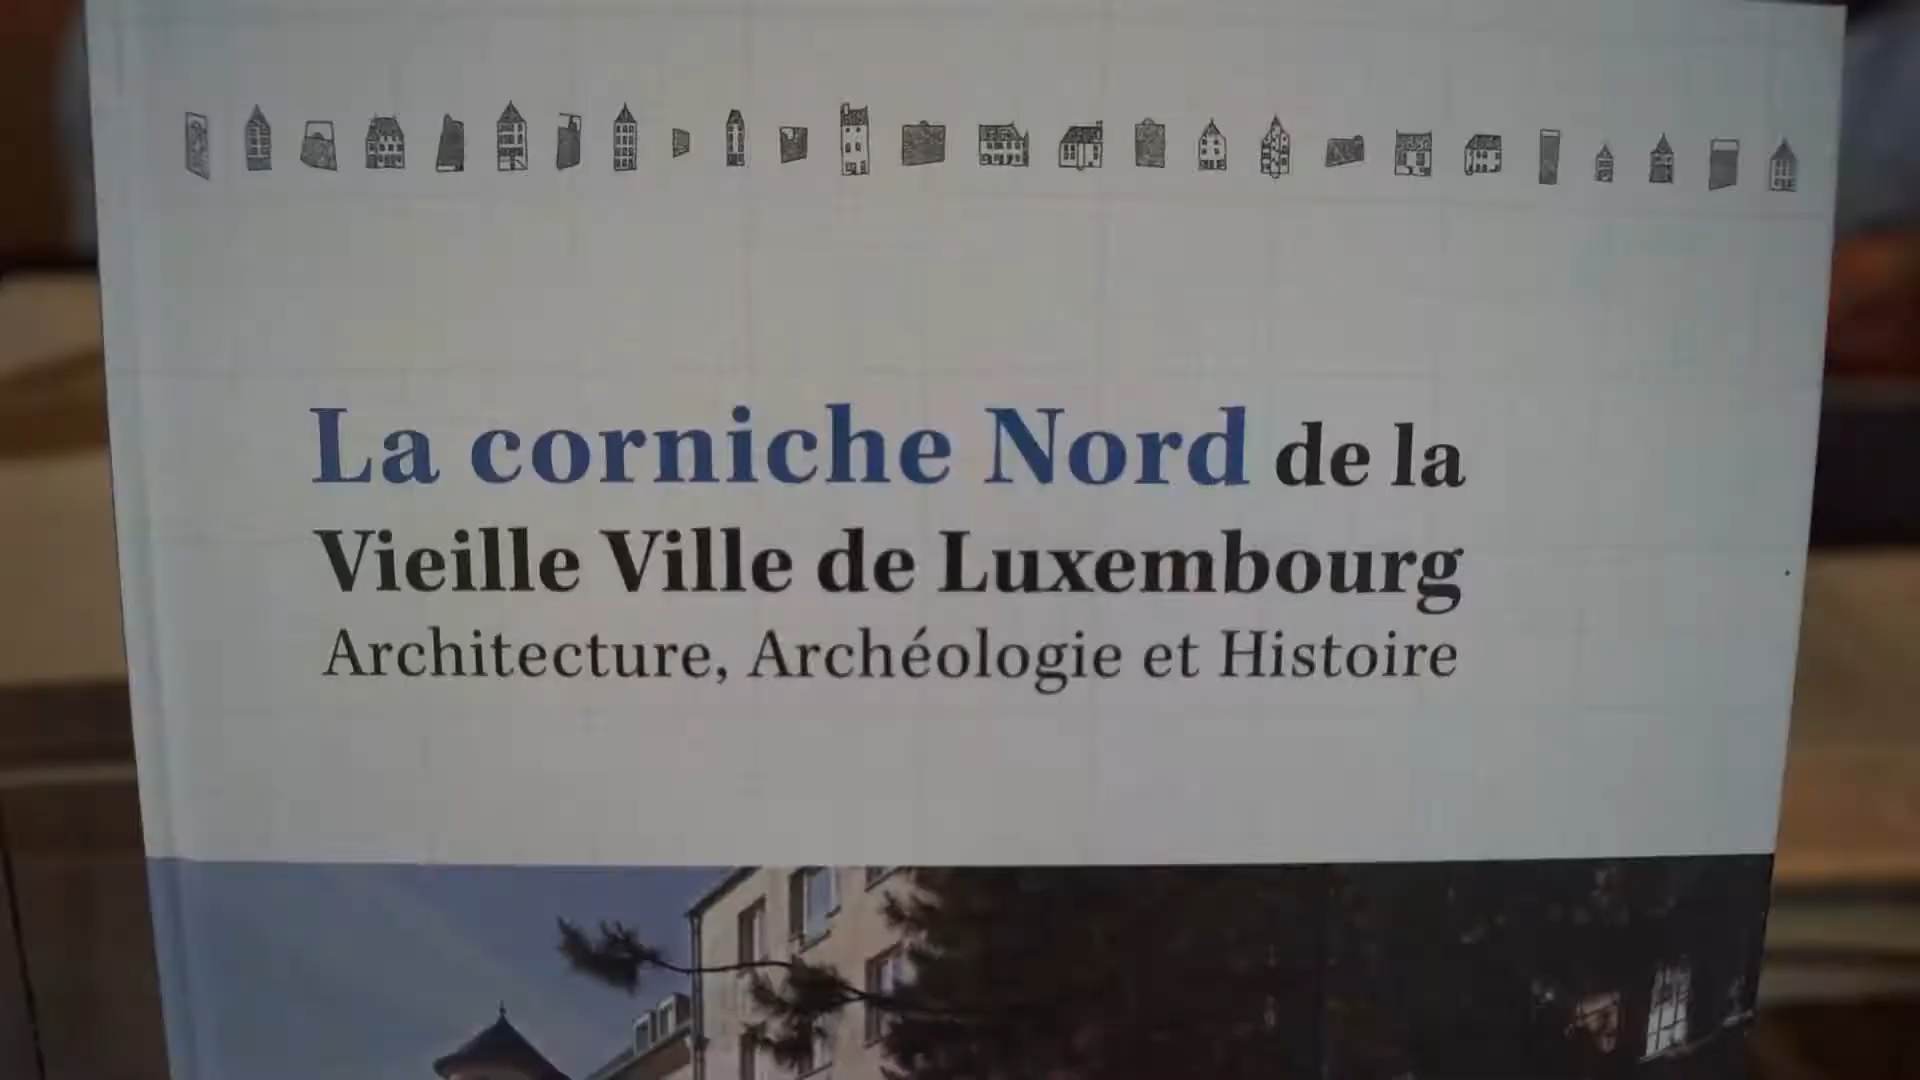 La corniche Nord de la
Vieille Ville de Luxembourg
Architecture, Archéologie et Histoire